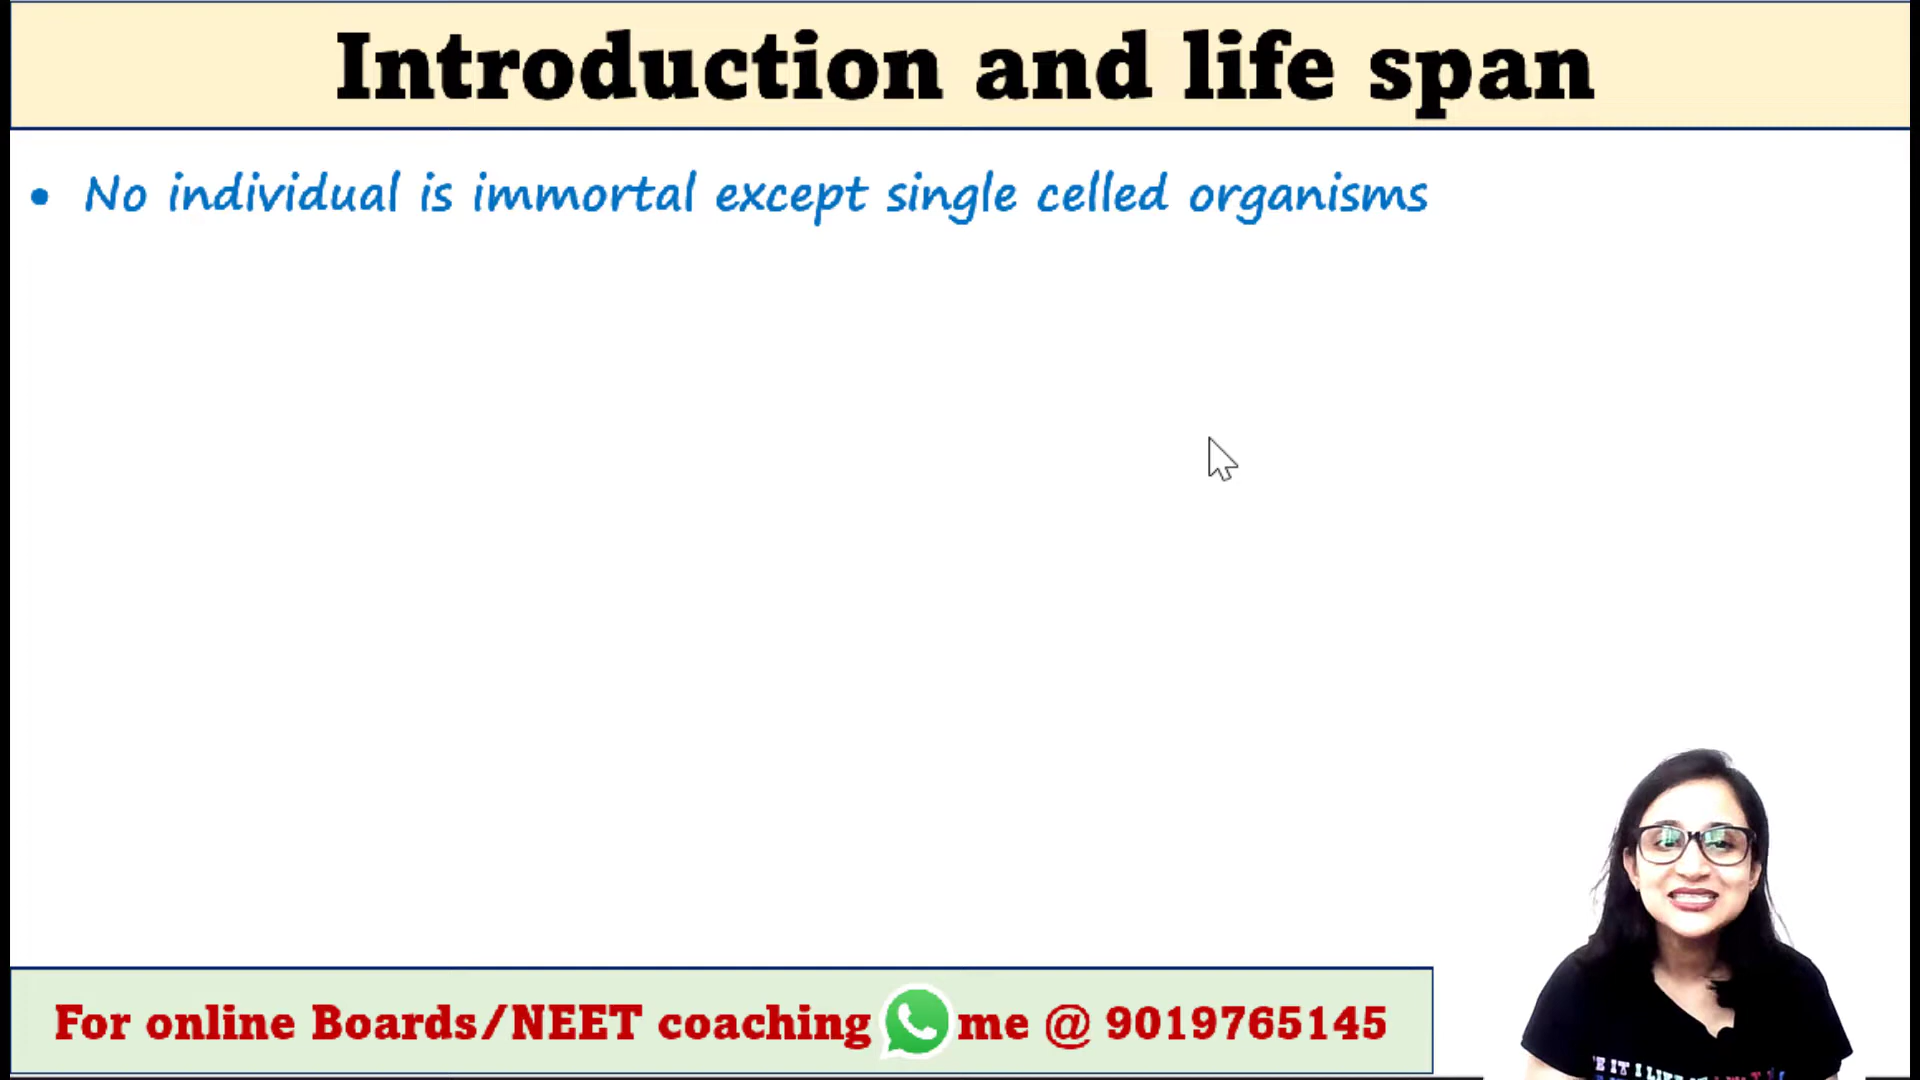 Introduction and life span
• No individual is immortal except single celled organisms
For online Boards/NEET coaching me @ 9019765145